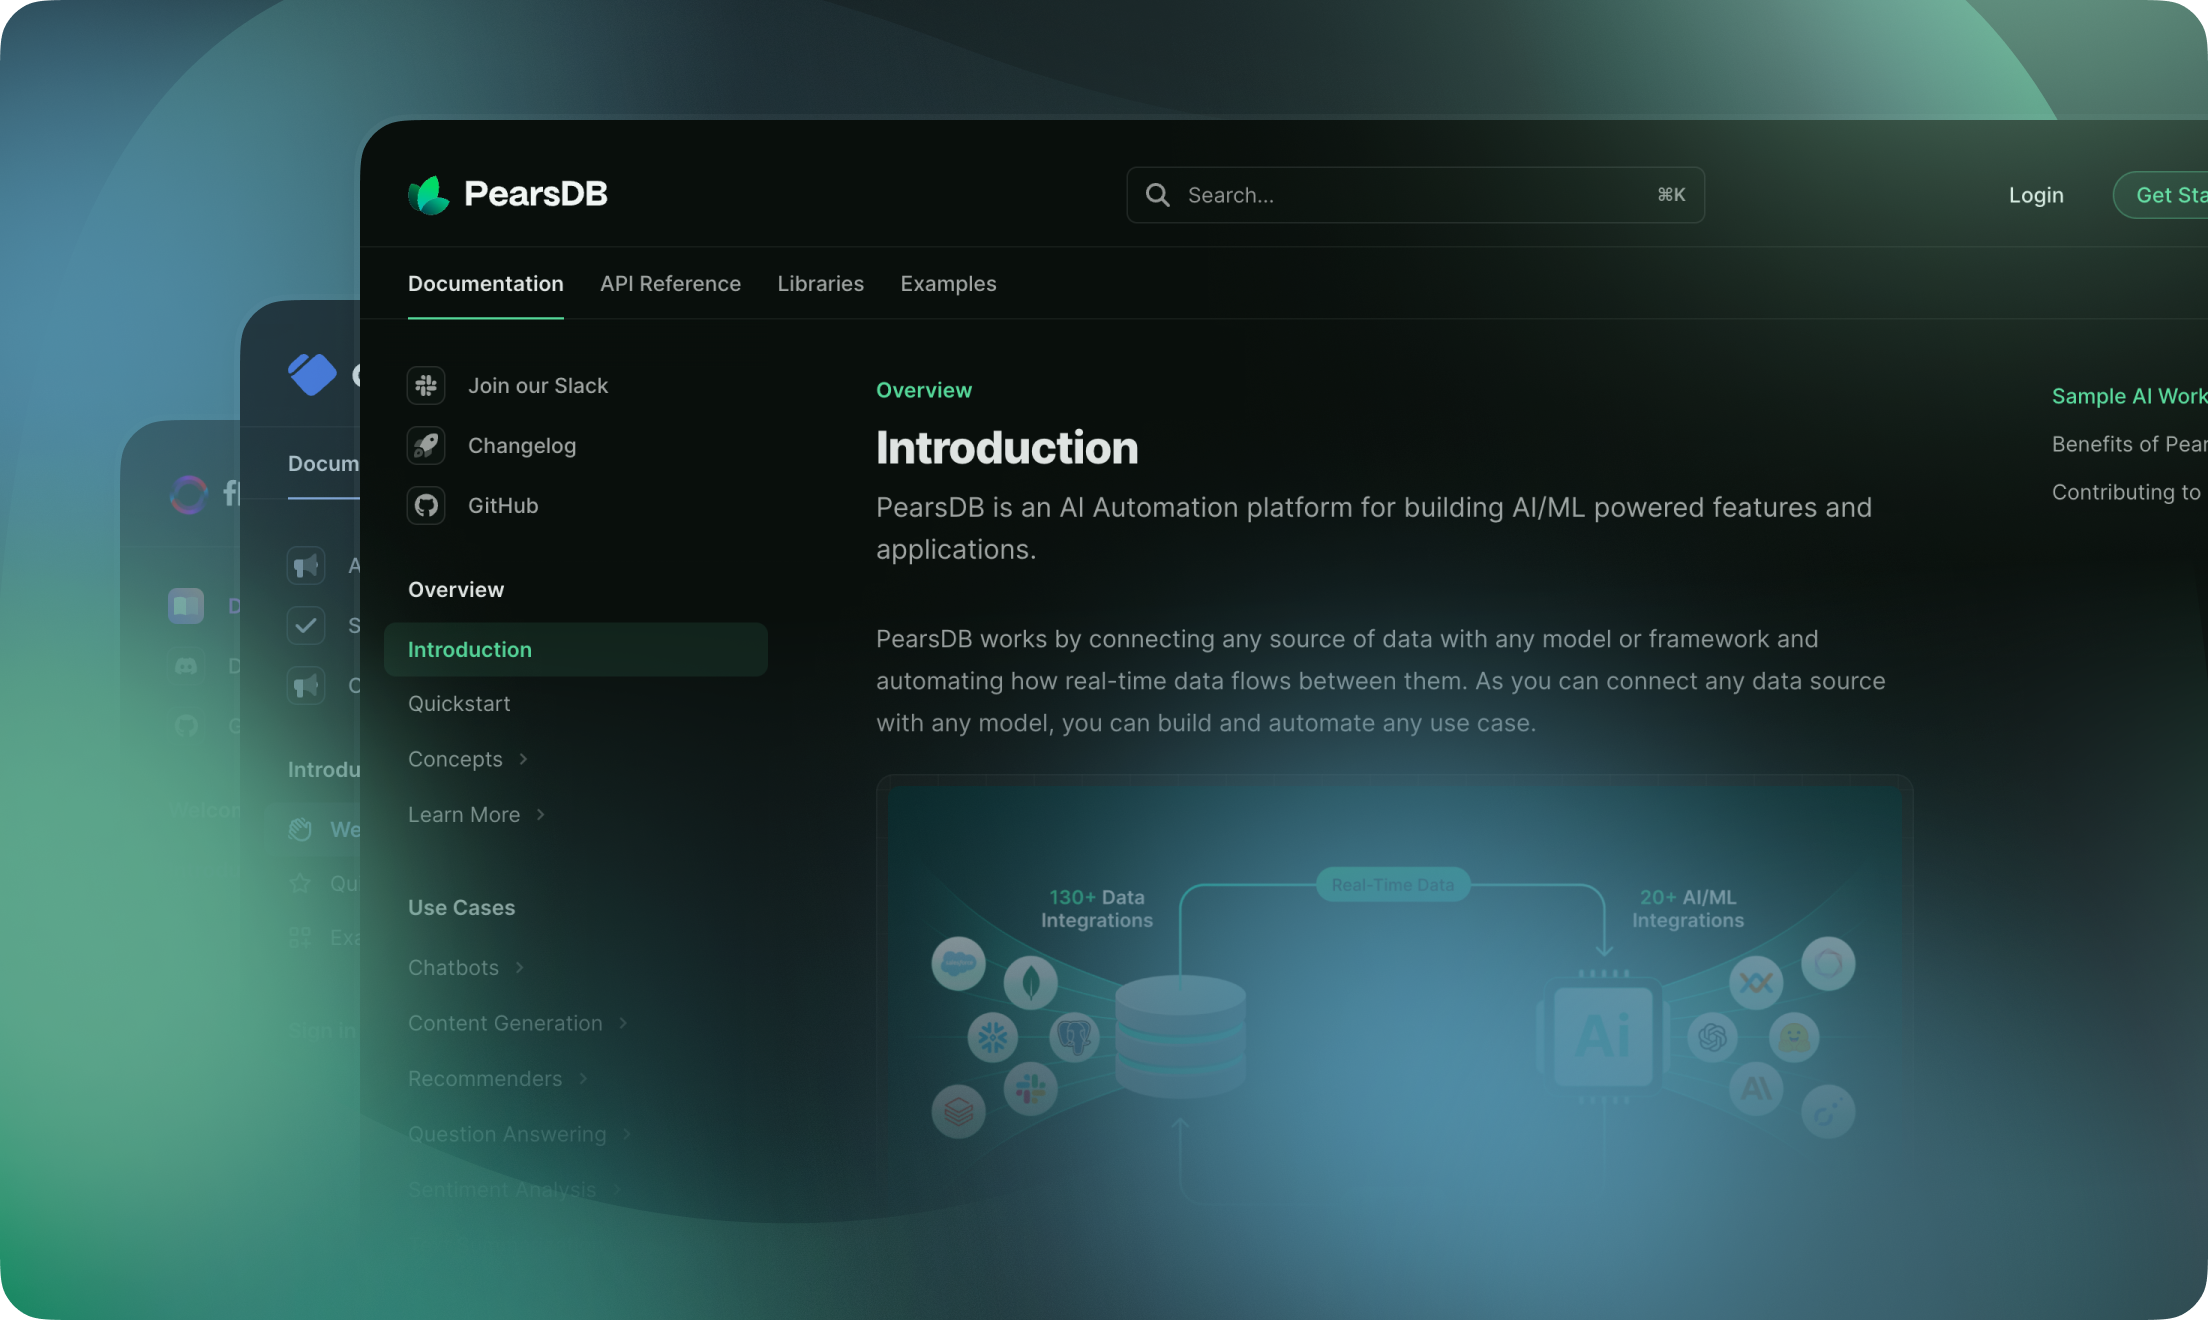 PearsDB
Search...
⌘K
Login
Get Sta
Documentation
API Reference
Libraries
Examples
Join our Slack
Changelog
GitHub
Overview
Introduction
Quickstart
Concepts
Learn More
Use Cases
Chatbots
Content Generation
Recommenders
Question Answering
Sentiment Analysis
Overview
Introduction
PearsDB is an AI Automation platform for building AI/ML powered features and
applications.
PearsDB works by connecting any source of data with any model or framework and
automating how real-time data flows between them. As you can connect any data source
with any model, you can build and automate any use case.
130+ Data
Integrations
Real-Time Data
20+ AI/ML
Integrations
Ai
Sample AI Work
Benefits of Pear
Contributing to
Docum
A
S
C
Introdu
We
Qui
Exa
Sign in
D
D
G
Welcom